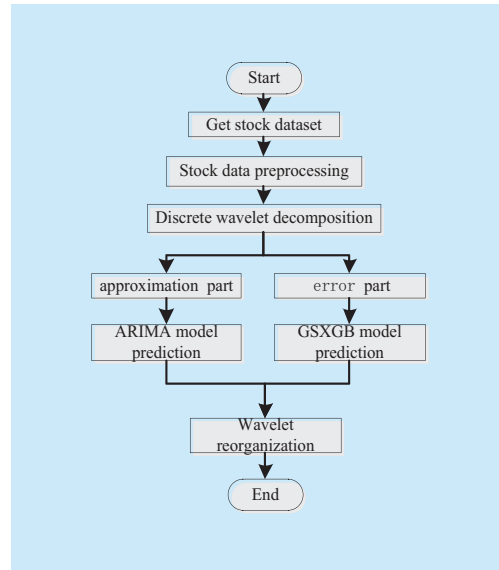 Start
Get stock dataset
Stock data preprocessing
Discrete wavelet decomposition
approximation part
error part
ARIMA model
prediction
GSXGB model
prediction
Wavelet
reorganization
End